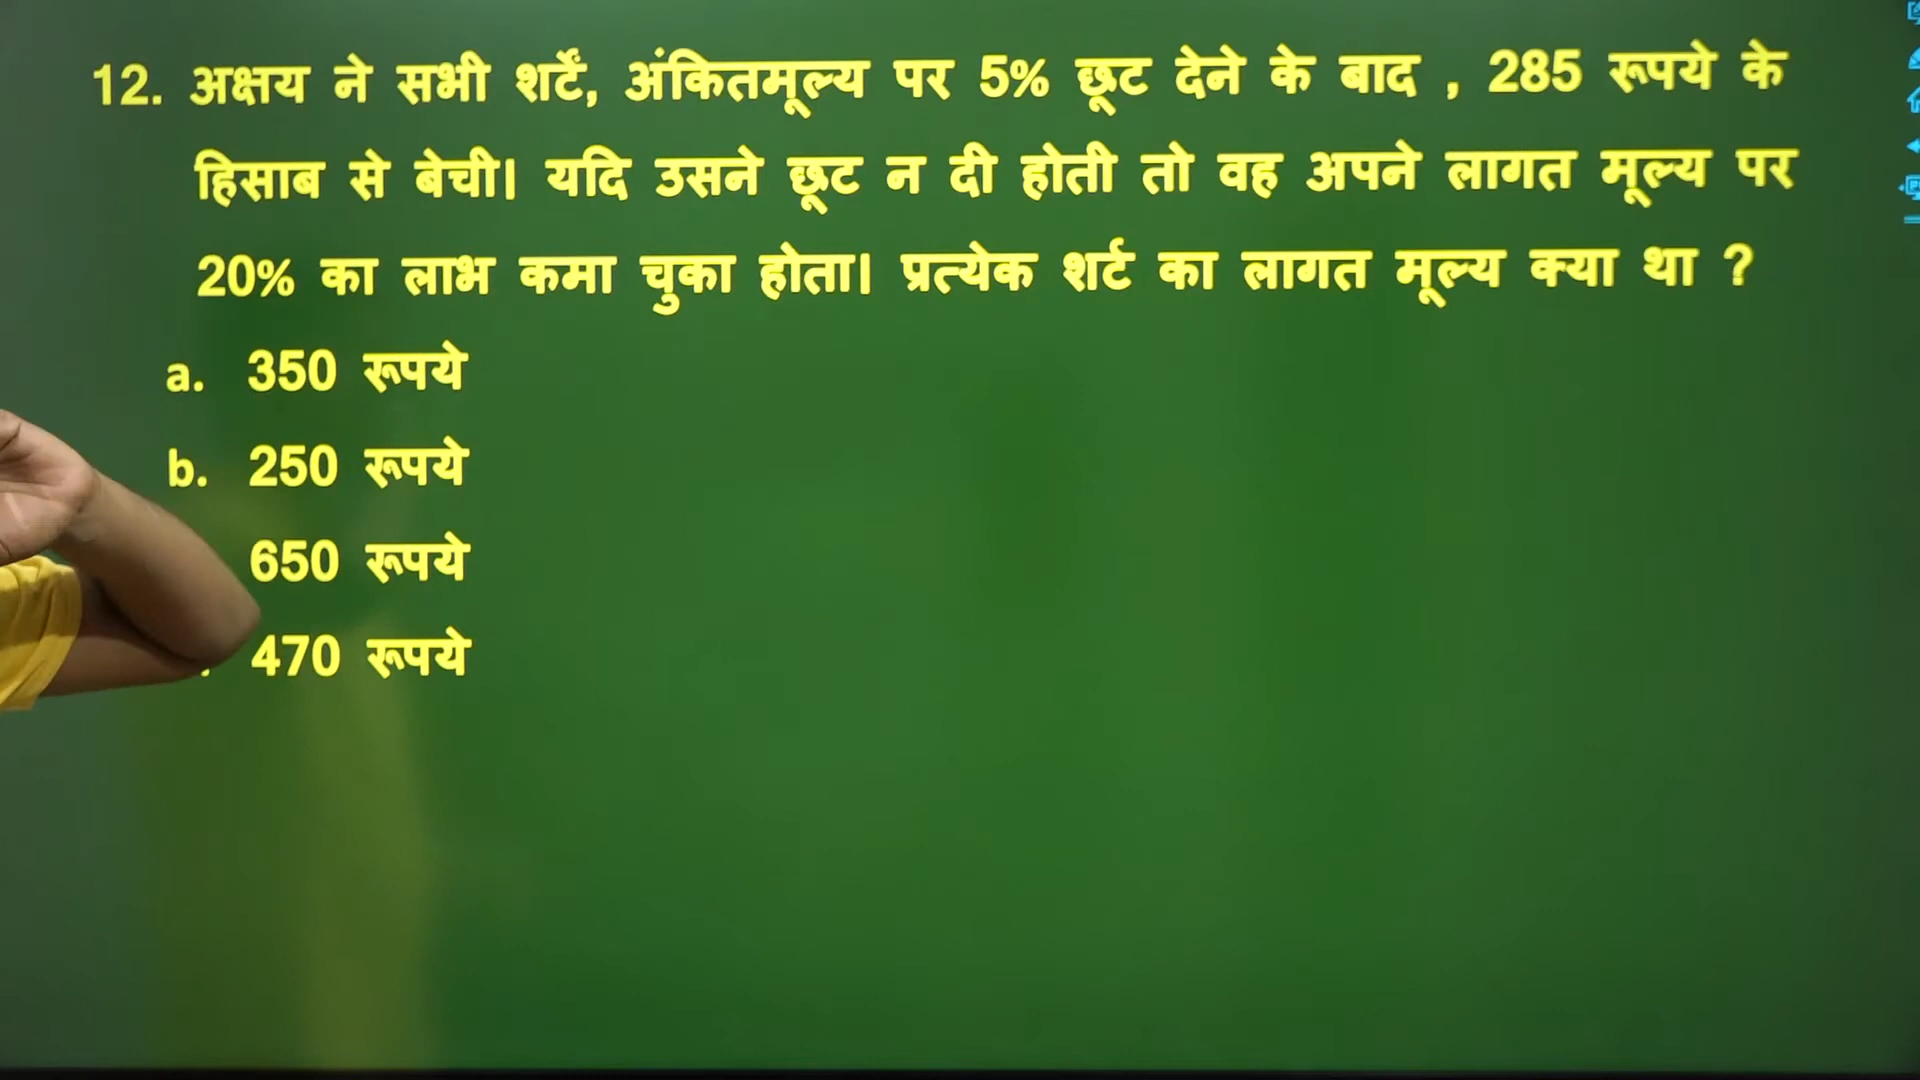 12. अक्षय ने सभी शर्टें, अंकितमूल्य पर 5% छूट देने के बाद , 285 रूपये के
हिसाब से बेची। यदि उसने छूट न दी होती तो वह अपने लागत मूल्य पर
20% का लाभ कमा चुका होता। प्रत्येक शर्ट का लागत मूल्य क्या था ?
a. 350 रूपये
b. 250 रूपये
650 रूपये
470 रूपये